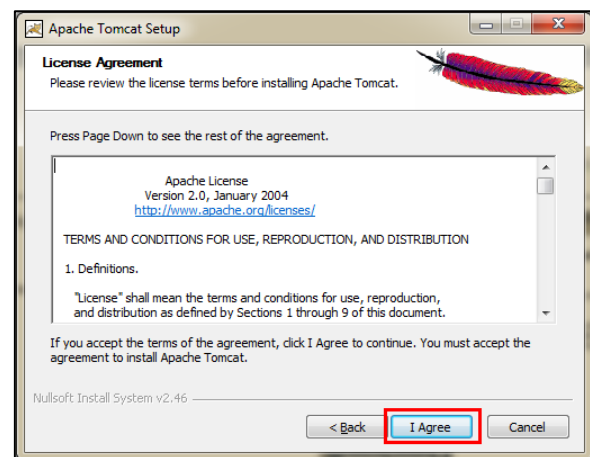 Apache Tomcat Setup
License Agreement
Please review the license terms before installing Apache Tomcat.
Press Page Down to see the rest of the agreement.
Apache License
Version 2.0, January 2004
http://www.apache.org/licenses/
TERMS AND CONDITIONS FOR USE, REPRODUCTION, AND DISTRIBUTION
1. Definitions.
"License" shall mean the terms and conditions for use, reproduction,
and distribution as defined by Sections 1 through 9 of this document.
If you accept the terms of the agreement, click I Agree to continue. You must accept the
agreement to install Apache Tomcat.
Nullsoft Install System v2.46
< Back I Agree Cancel